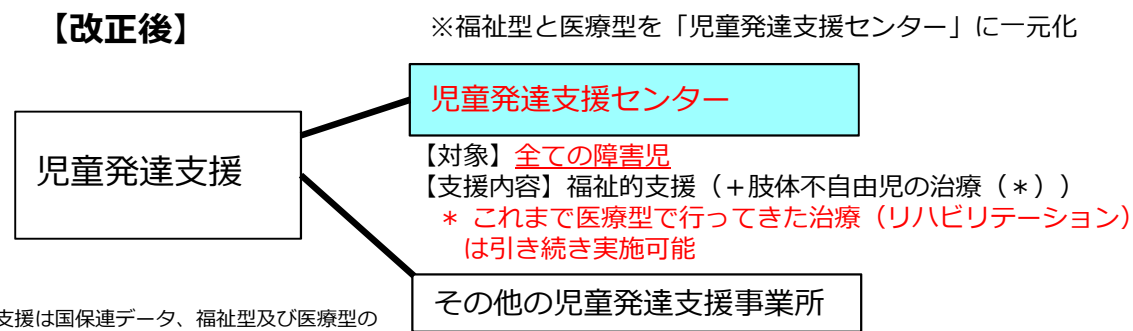 【改正後】
※福祉型と医療型を「児童発達支援センター」に一元化
児童発達支援センター
児童発達支援
【対象】全ての障害児
【支援内容】福祉的支援(+肢体不自由児の治療(*))
* これまで医療型で行ってきた治療(リハビリテーション)
は引き続き実施可能
その他の児童発達支援事業所
支援は国保連データ、福祉型及び医療型の